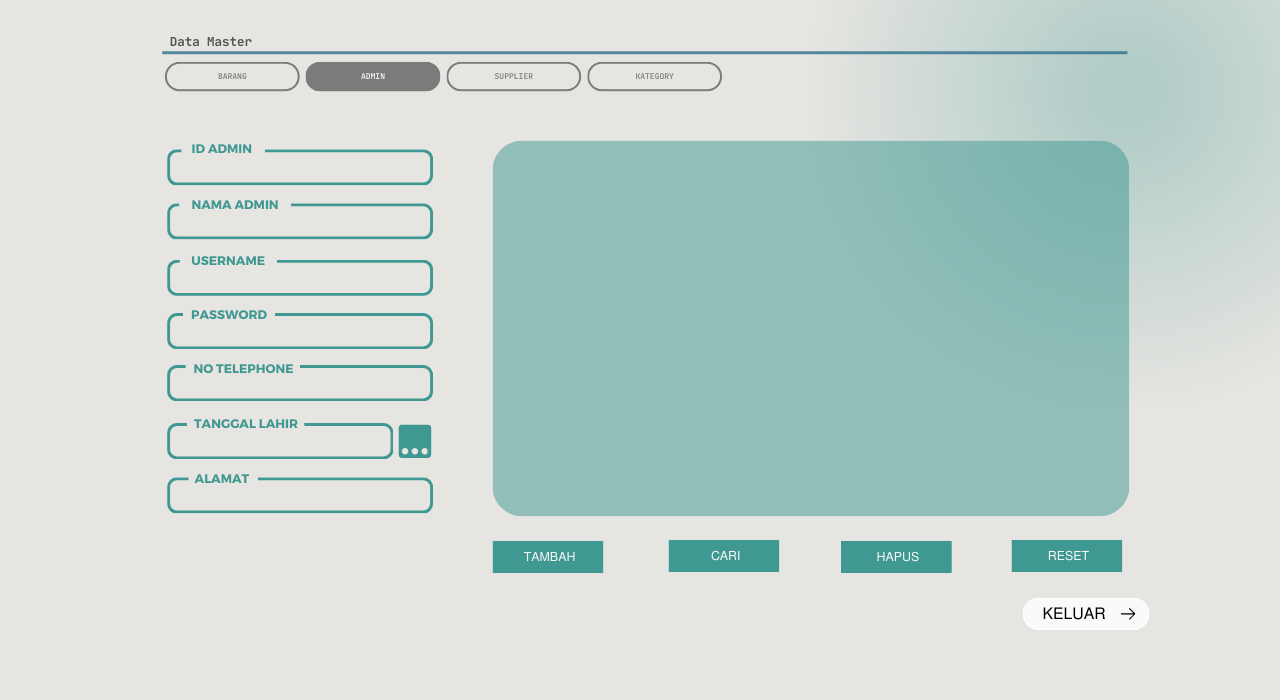 Data Master
BARANG
ADMIN
SUPPLIER
KATEGORY
ID ADMIN
NAMA ADMIN
USERNAME
PASSWORD
NO TELEPHONE
TANGGAL LAHIR
ALAMAT
TAMBAH
CARI
HAPUS
RESET
KELUAR